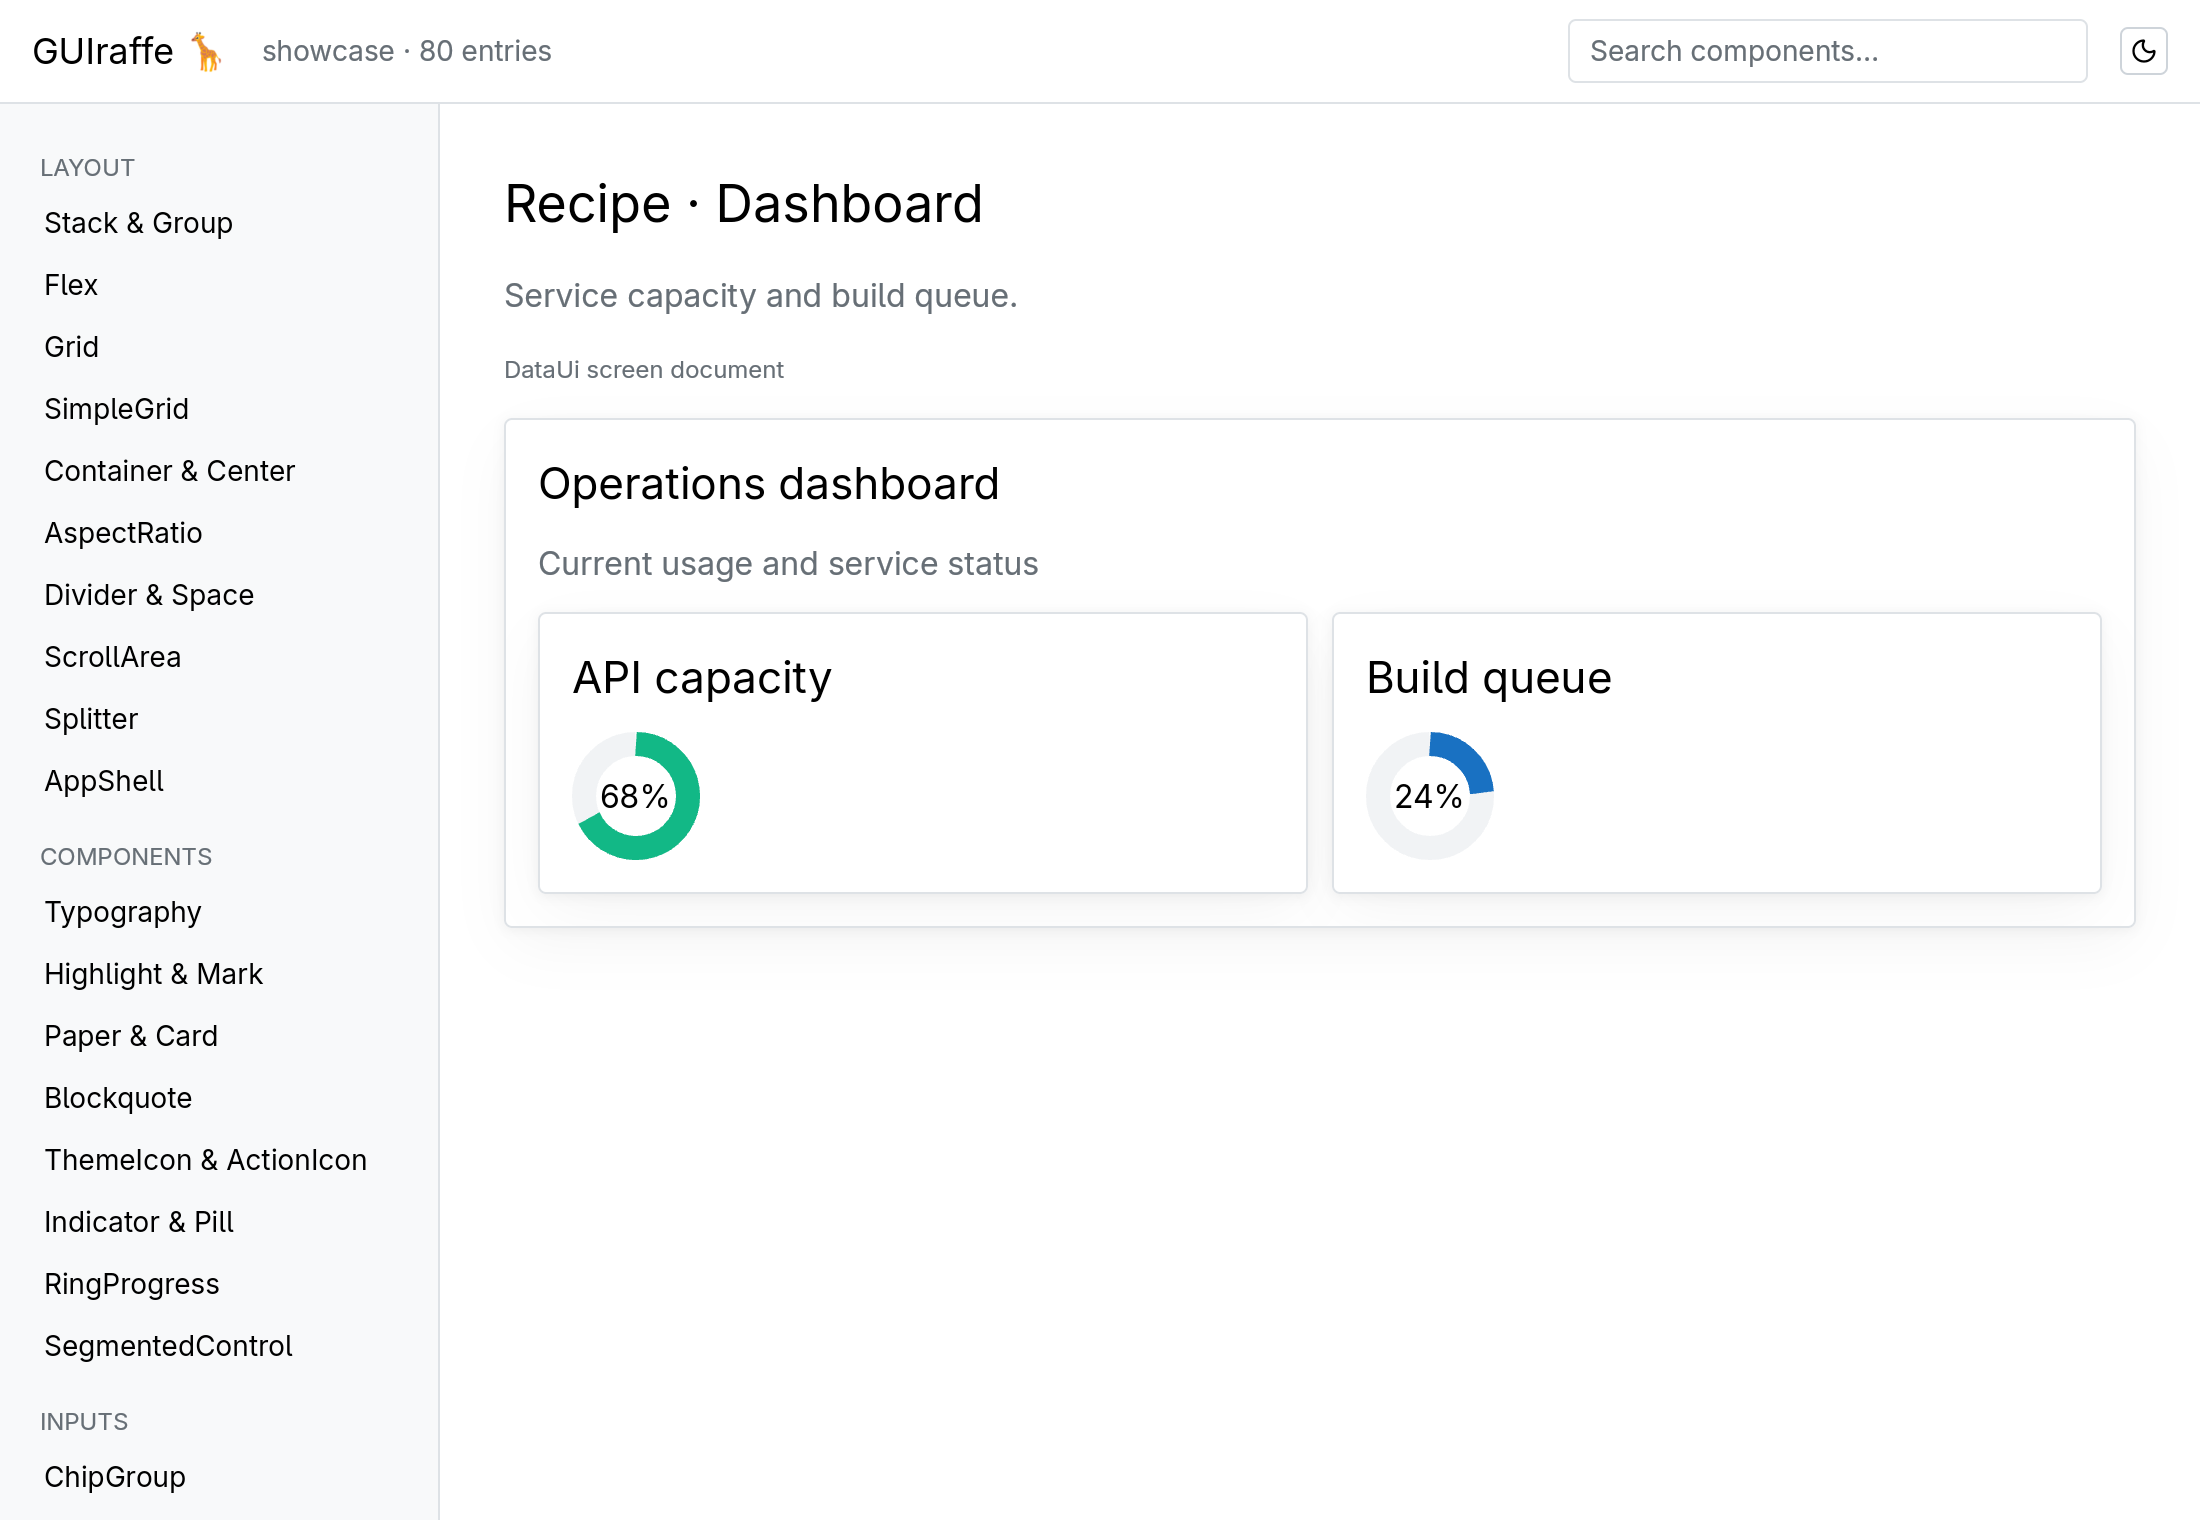 GUIraffe 🦒 showcase · 80 entries
Search components...
LAYOUT
Stack & Group
Flex
Grid
SimpleGrid
Container & Center
AspectRatio
Divider & Space
ScrollArea
Splitter
AppShell
COMPONENTS
Typography
Highlight & Mark
Paper & Card
Blockquote
ThemeIcon & ActionIcon
Indicator & Pill
RingProgress
SegmentedControl
INPUTS
ChipGroup
Recipe · Dashboard
Service capacity and build queue.
DataUi screen document
Operations dashboard
Current usage and service status
API capacity
68%
Build queue
24%